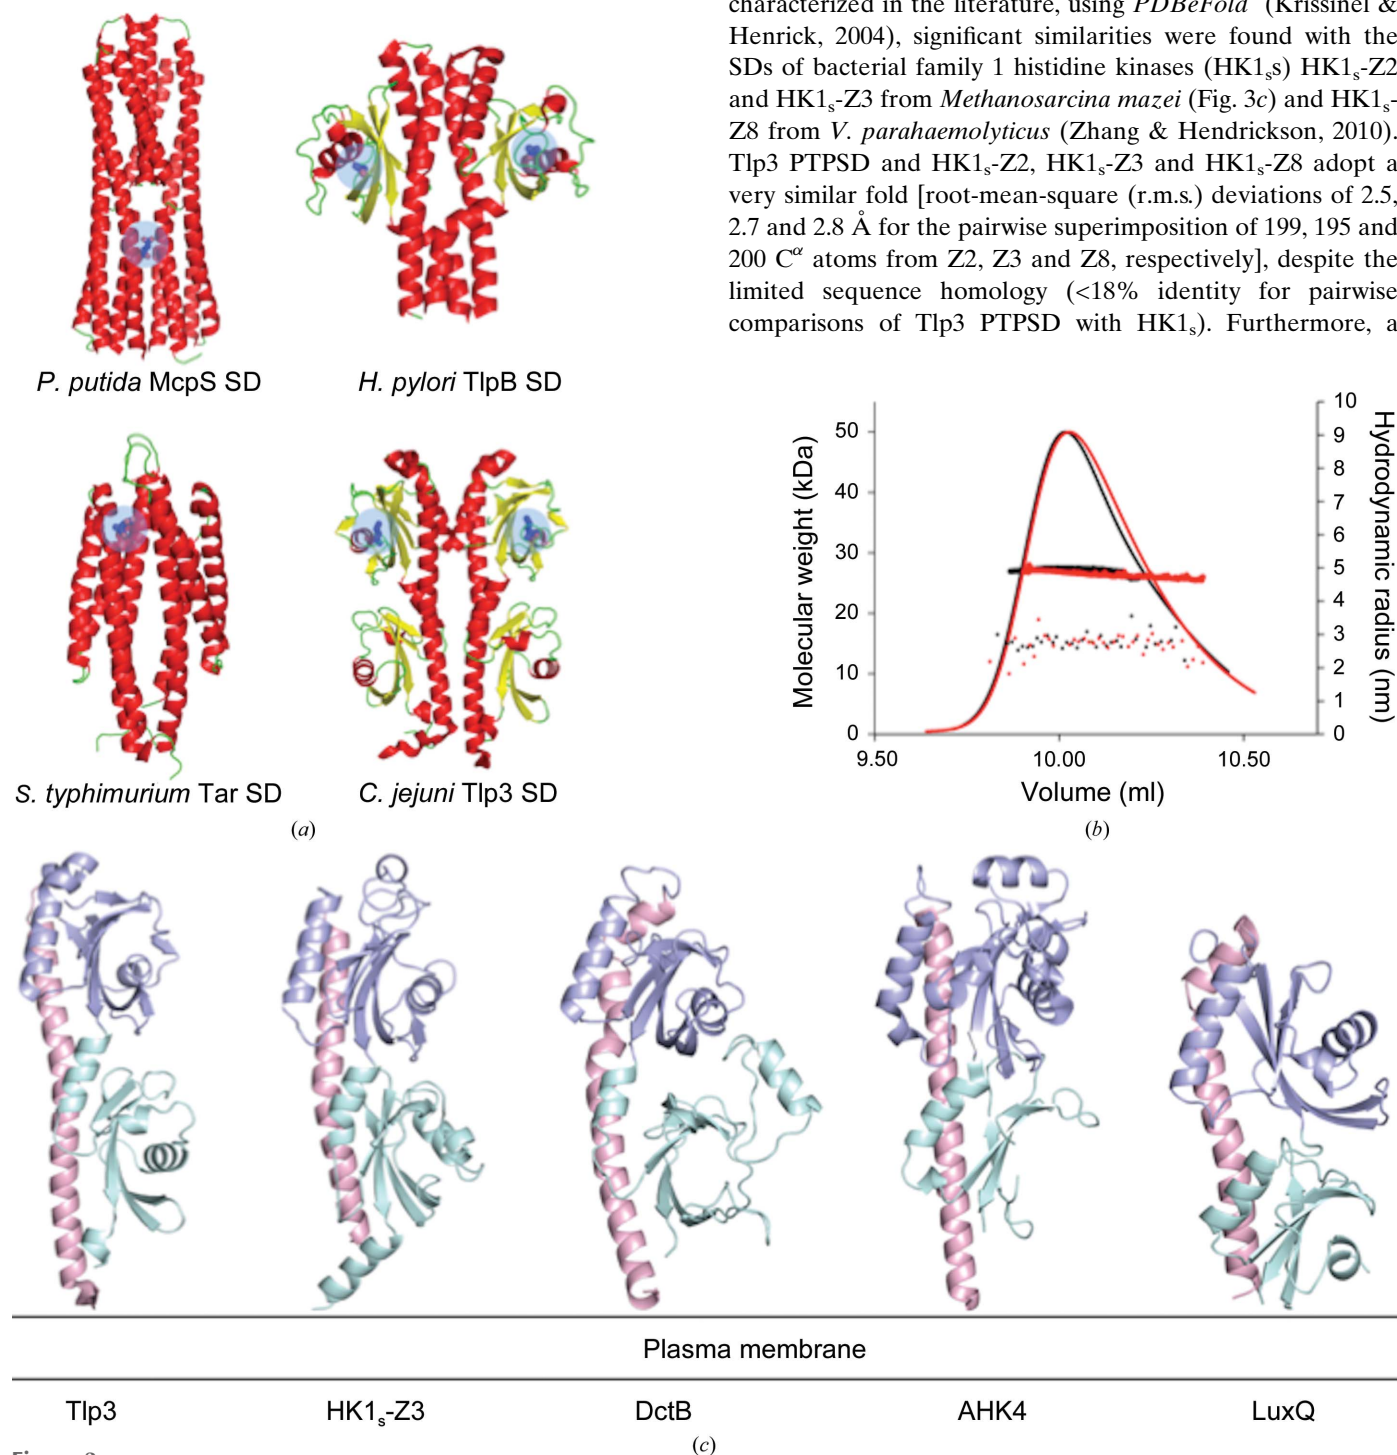 characterized in the literature, using PDBeFold (Krissinel &
Henrick, 2004), significant similarities were found with the
SDs of bacterial family 1 histidine kinases (HK1ₛs) HK1ₛ-Z2
and HK1ₛ-Z3 from Methanosarcina mazei (Fig. 3c) and HK1ₛ-
Z8 from V. parahaemolyticus (Zhang & Hendrickson, 2010).
Tlp3 PTPSD and HK1ₛ-Z2, HK1ₛ-Z3 and HK1ₛ-Z8 adopt a
very similar fold [root-mean-square (r.m.s.) deviations of 2.5,
2.7 and 2.8 Å for the pairwise superimposition of 199, 195 and
200 Cᵅ atoms from Z2, Z3 and Z8, respectively], despite the
limited sequence homology (<18% identity for pairwise
comparisons of Tlp3 PTPSD with HK1ₛ). Furthermore, a
P. putida McpS SD
H. pylori TlpB SD
S. typhimurium Tar SD
C. jejuni Tlp3 SD
(a)
Molecular weight (kDa)
50
40
30
20
10
0
10
9
8
7
6
5
4
3
2
1
0
Hydrodynamic radius (nm)
9.50
10.00
10.50
Volume (ml)
(b)
Plasma membrane
Tlp3
HK1ₛ-Z3
DctB
AHK4
LuxQ
(c)